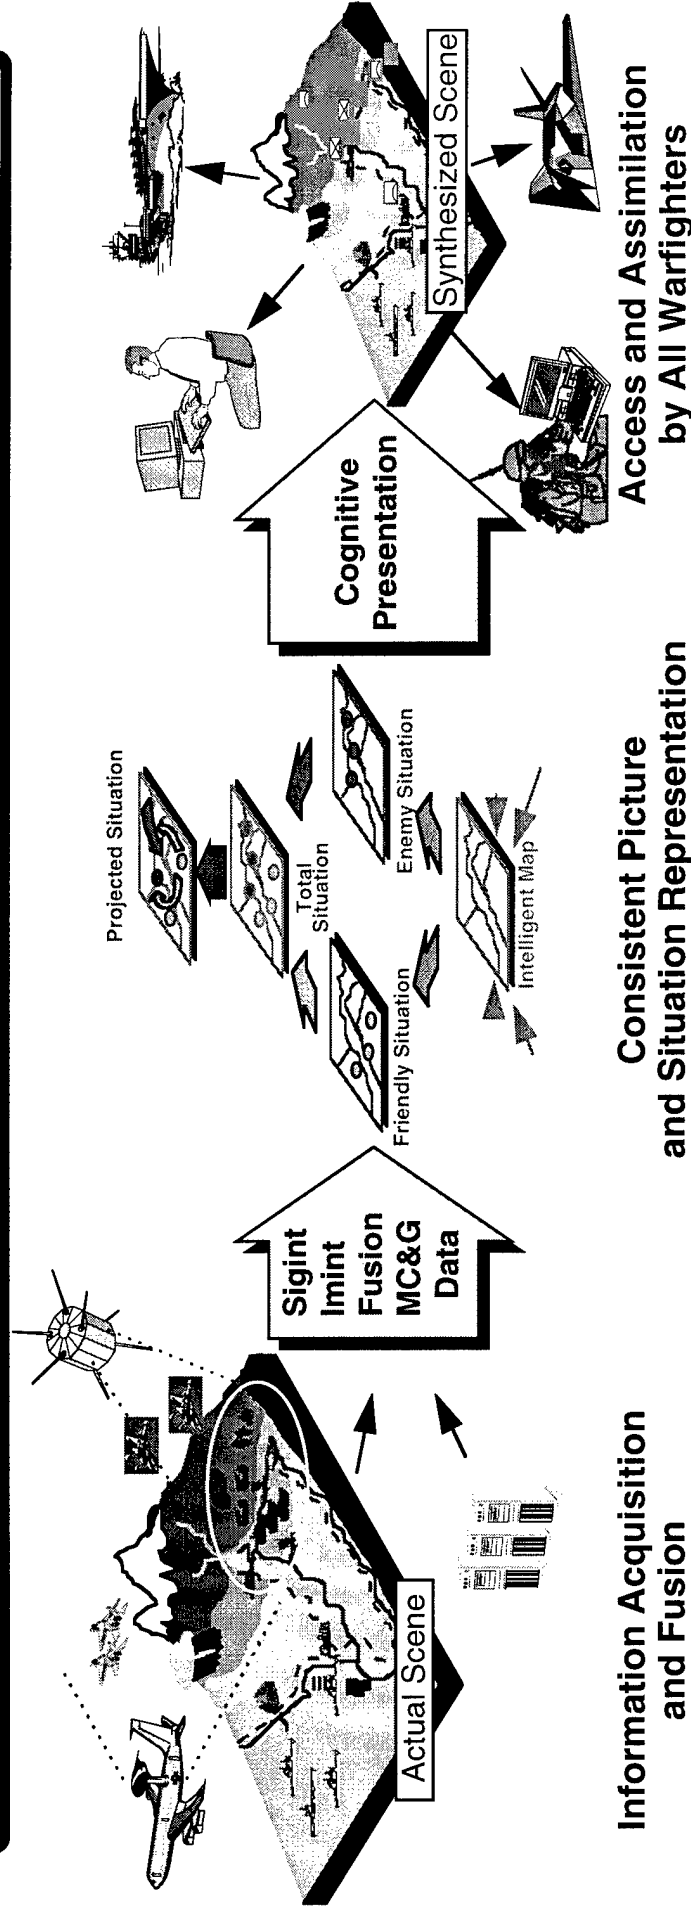 Actual Scene
Information Acquisition
and Fusion
Sigint
Imint
Fusion
MC&G
Data
Projected Situation
Total
Situation
Friendly Situation
Enemy Situation
Intelligent Map
Consistent Picture
and Situation Representation
Cognitive
Presentation
Synthesized Scene
Access and Assimilation
by All Warfighters